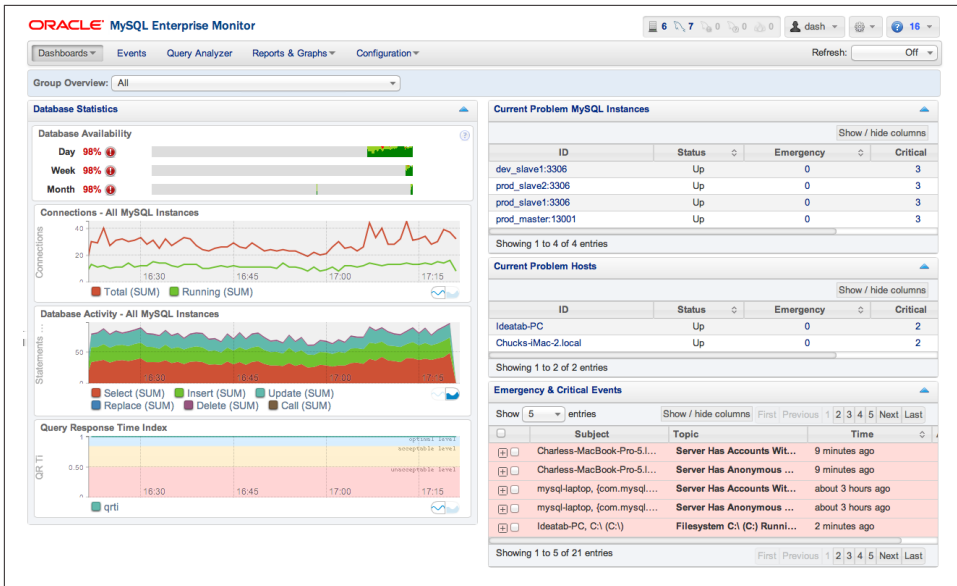 ORACLE MySQL Enterprise Monitor
6 7 0 0 0 dash 16
Dashboards Events Query Analyzer Reports & Graphs Configuration Refresh: Off
Group Overview: All
Database Statistics
Database Availability
Day 98%
Week 98%
Month 98%
Connections - All MySQL Instances
Connections
40
20
0
16:30 16:45 17:00 17:15
Total (SUM) Running (SUM)
Database Activity - All MySQL Instances
Statements ...
50
16:30 16:45 17:00 17:15
Select (SUM) Insert (SUM) Update (SUM)
Replace (SUM) Delete (SUM) Call (SUM)
Query Response Time Index
QRTi
1
0.50
0
optimal level
unacceptable level
16:30 16:45 17:00 17:15
qrti
Current Problem MySQL Instances
Show / hide columns
ID Status Emergency Critical
dev_slave1:3306 Up 0 3
prod_slave2:3306 Up 0 3
prod_slave1:3306 Up 0 3
prod_master:13001 Up 0 3
Showing 1 to 4 of 4 entries
Current Problem Hosts
Show / hide columns
ID Status Emergency Critical
Ideatab-PC Up 0 2
Chucks-iMac-2.local Up 0 2
Showing 1 to 2 of 2 entries
Emergency & Critical Events
Show 5 entries Show / hide columns First Previous 1 2 3 4 5 Next Last
Subject Topic Time
Charless-MacBook-Pro-5.l... Server Has Accounts Wit... 9 minutes ago
Charless-MacBook-Pro-5.l... Server Has Anonymous ... 9 minutes ago
mysql-laptop, {com.mysql.... Server Has Accounts Wit... about 3 hours ago
mysql-laptop, {com.mysql.... Server Has Anonymous ... about 3 hours ago
Ideatab-PC, C:\ (C:\) Filesystem C:\ (C:) Runni... 2 minutes ago
Showing 1 to 5 of 21 entries First Previous 1 2 3 4 5 Next Last